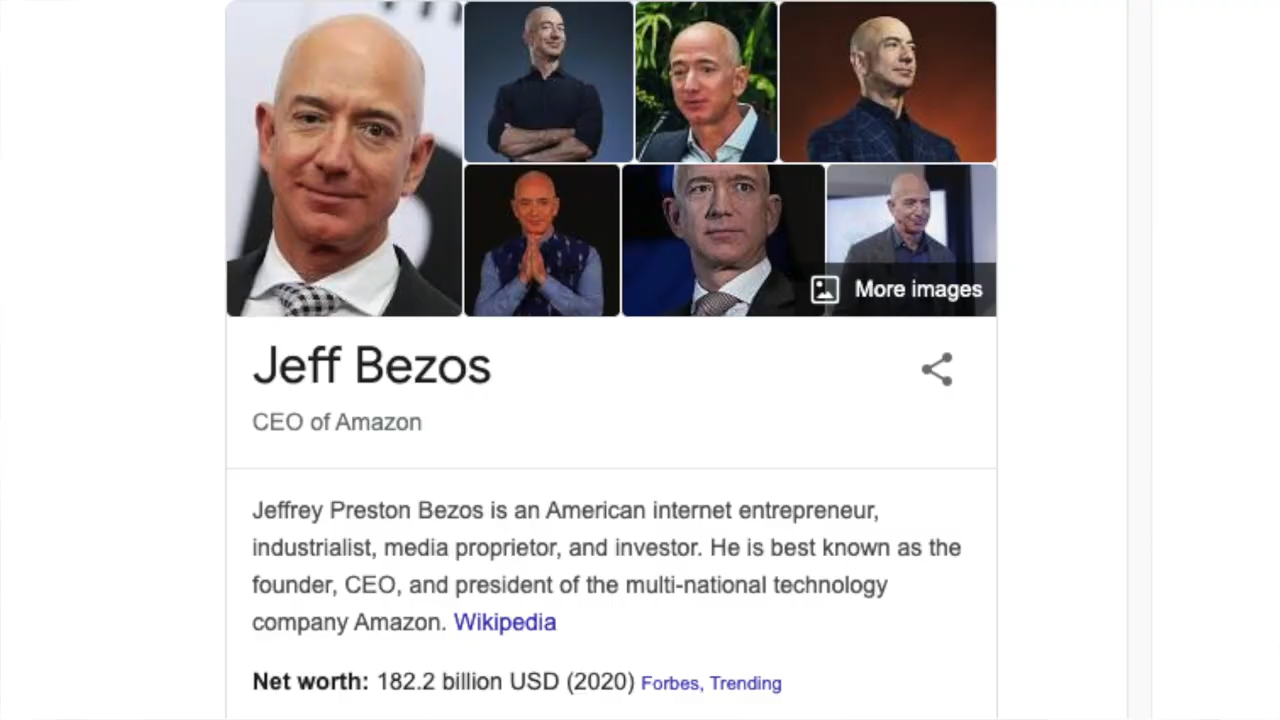 More images
Jeff Bezos
CEO of Amazon
Jeffrey Preston Bezos is an American internet entrepreneur,
industrialist, media proprietor, and investor. He is best known as the
founder, CEO, and president of the multi-national technology
company Amazon. Wikipedia
Net worth: 182.2 billion USD (2020) Forbes, Trending